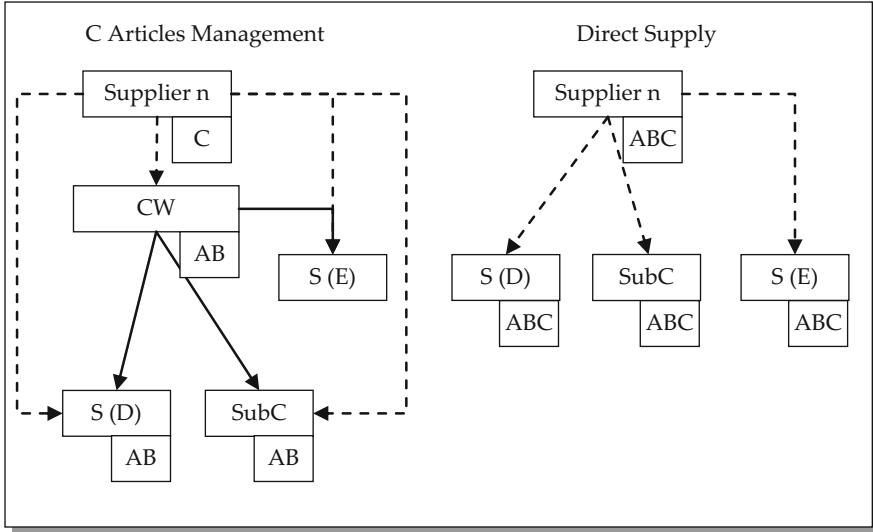 C Articles Management
Supplier n
C
CW
AB
S (E)
S (D)
AB
SubC
AB
Direct Supply
Supplier n
ABC
S (D)
ABC
SubC
ABC
S (E)
ABC